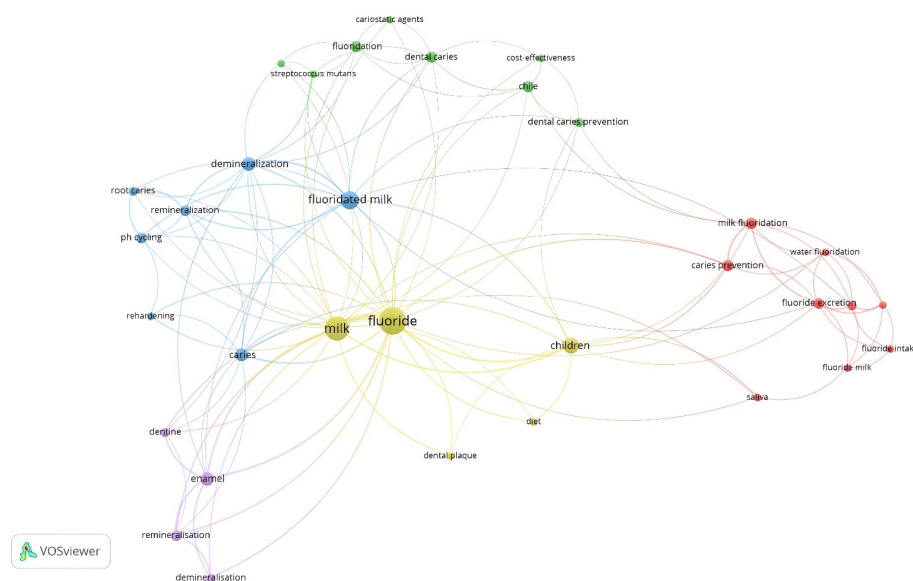 cariostatic agents
fluoridation
dental caries
cost-effectiveness
streptococcus mutans
chile
dental caries prevention
demineralization
root caries
fluoridated milk
remineralization
milk fluoridation
ph cycling
water fluoridation
caries prevention
fluoride excretion
rehardening
fluoride
milk
children
fluoride intak
caries
fluoride milk
saliva
diet
dentine
dental plaque
enamel
remineralisation
VOSviewer
demineralisation